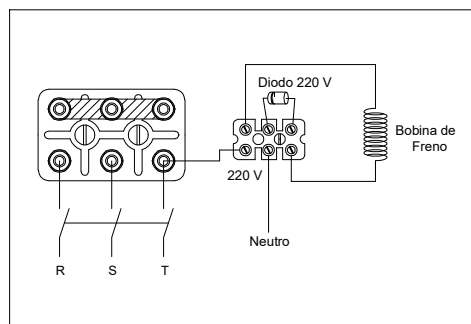 Diodo 220 V
Bobina de
Freno
220 V
Neutro
R
S
T